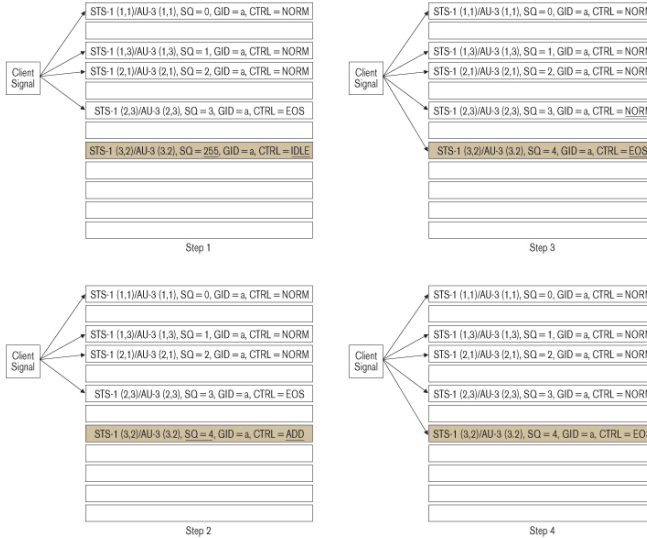 STS-1 (1,1)/AU-3 (1,1), SQ = 0, GID = a, CTRL = NORM
STS-1 (1,3)/AU-3 (1,3), SQ = 1, GID = a, CTRL = NORM
STS-1 (2,1)/AU-3 (2,1), SQ = 2, GID = a, CTRL = NORM
Client
Signal
STS-1 (2,3)/AU-3 (2,3), SQ = 3, GID = a, CTRL = EOS
STS-1 (3,2)/AU-3 (3.2), SQ = 255, GID = a, CTRL = IDLE
Step 1
STS-1 (1,1)/AU-3 (1,1), SQ = 0, GID = a, CTRL = NORM
STS-1 (1,3)/AU-3 (1,3), SQ = 1, GID = a, CTRL = NORM
STS-1 (2,1)/AU-3 (2,1), SQ = 2, GID = a, CTRL = NORM
Client
Signal
STS-1 (2,3)/AU-3 (2,3), SQ = 3, GID = a, CTRL = NORM
STS-1 (3,2)/AU-3 (3.2), SQ = 4, GID = a, CTRL = EOS
Step 3
STS-1 (1,1)/AU-3 (1,1), SQ = 0, GID = a, CTRL = NORM
STS-1 (1,3)/AU-3 (1,3), SQ = 1, GID = a, CTRL = NORM
STS-1 (2,1)/AU-3 (2,1), SQ = 2, GID = a, CTRL = NORM
Client
Signal
STS-1 (2,3)/AU-3 (2,3), SQ = 3, GID = a, CTRL = EOS
STS-1 (3,2)/AU-3 (3.2), SQ = 4, GID = a, CTRL = ADD
Step 2
STS-1 (1,1)/AU-3 (1,1), SQ = 0, GID = a, CTRL = NORM
STS-1 (1,3)/AU-3 (1,3), SQ = 1, GID = a, CTRL = NORM
STS-1 (2,1)/AU-3 (2,1), SQ = 2, GID = a, CTRL = NORM
Client
Signal
STS-1 (2,3)/AU-3 (2,3), SQ = 3, GID = a, CTRL = NORM
STS-1 (3,2)/AU-3 (3.2), SQ = 4, GID = a, CTRL = EOS
Step 4